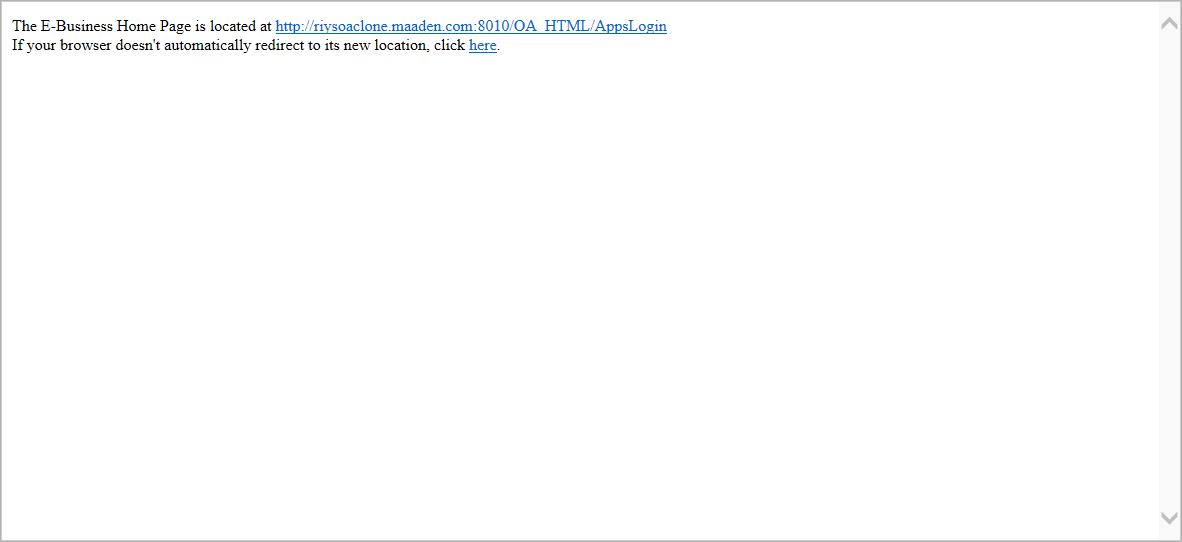 The E-Business Home Page is located at http://riysoaclone.maaden.com:8010/OA_HTML/AppsLogin
If your browser doesn't automatically redirect to its new location, click here.